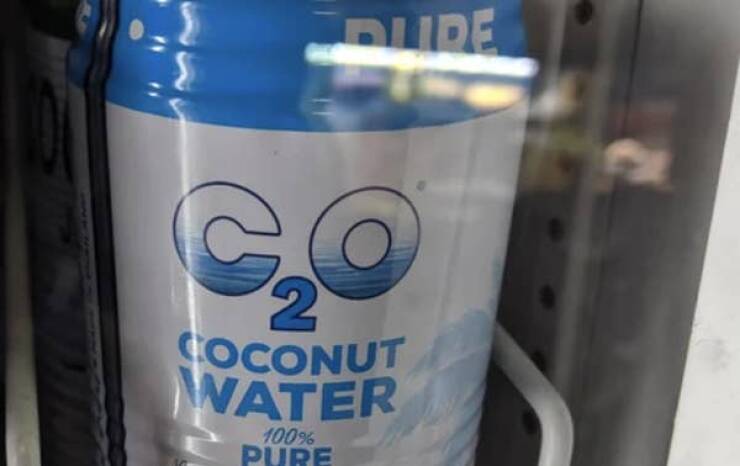 PURE
C2O
COCONUT
WATER
100%
PURE